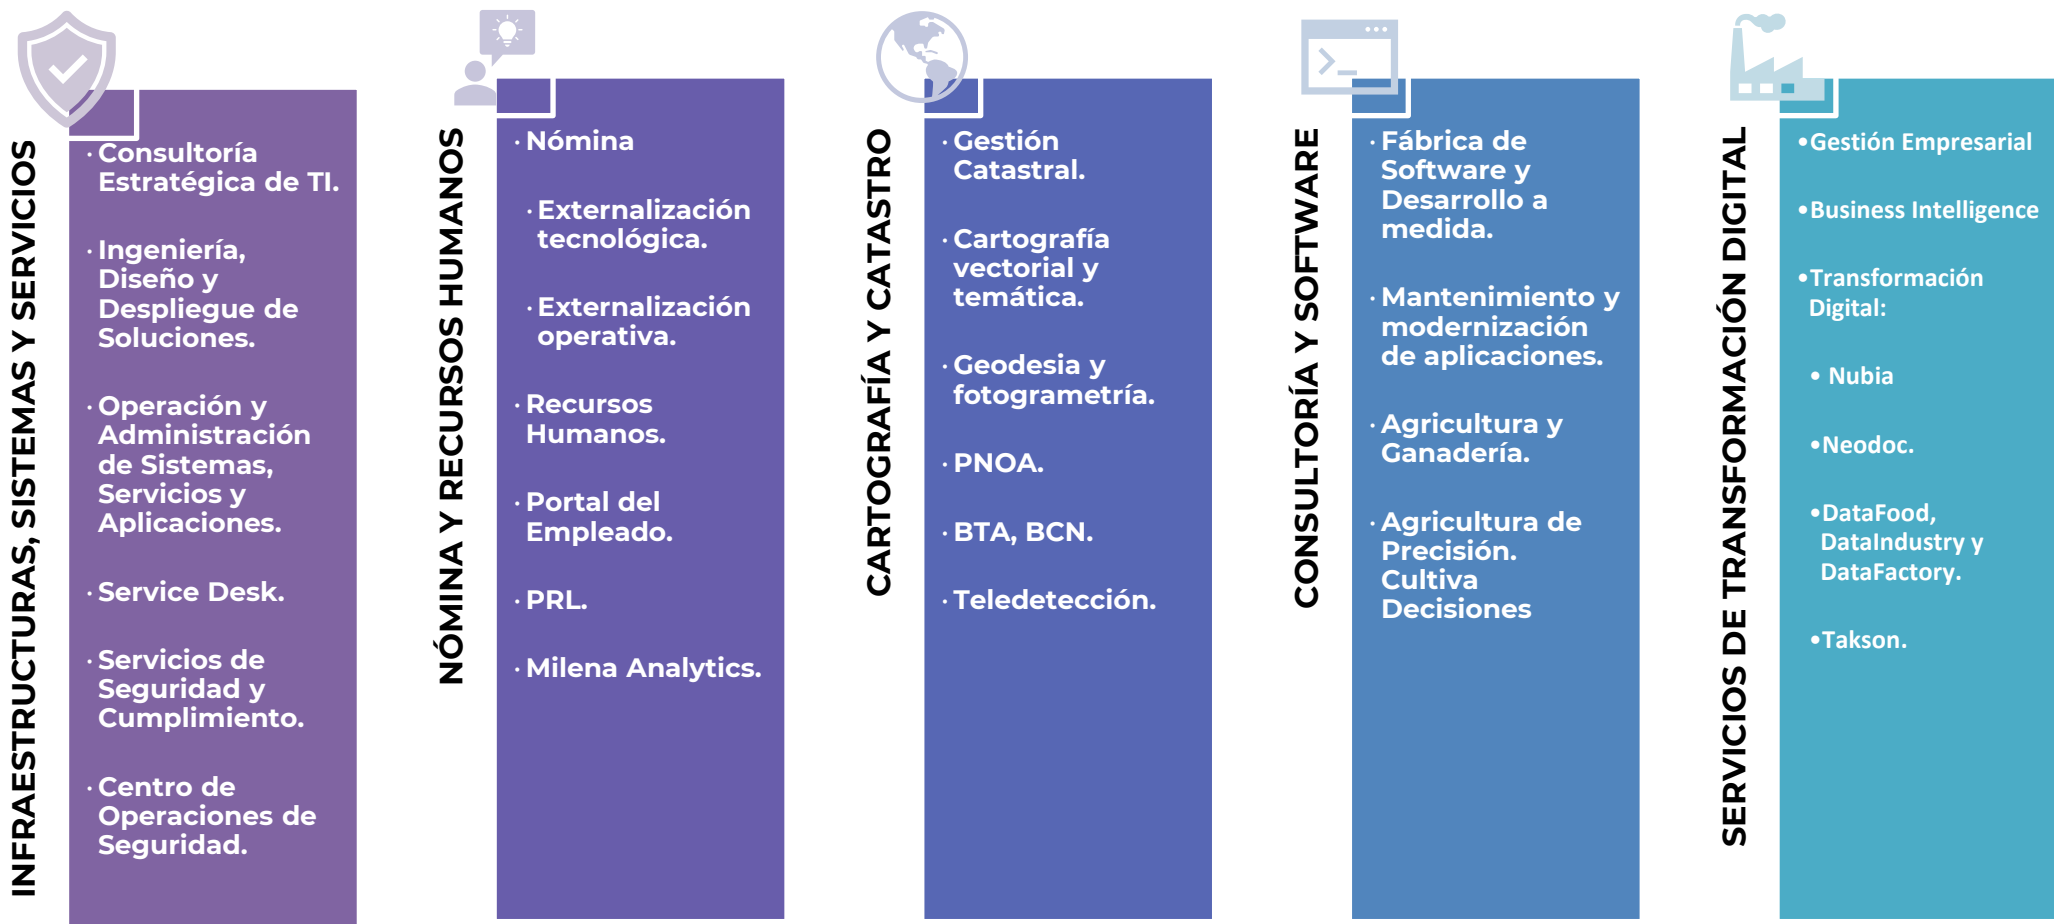 INFRAESTRUCTURAS, SISTEMAS Y SERVICIOS
· Consultoría
Estratégica de TI.
· Ingeniería,
Diseño y
Despliegue de
Soluciones.
· Operación y
Administración
de Sistemas,
Servicios y
Aplicaciones.
· Service Desk.
· Servicios de
Seguridad y
Cumplimiento.
· Centro de
Operaciones de
Seguridad.
NÓMINA Y RECURSOS HUMANOS
· Nómina
· Externalización
tecnológica.
· Externalización
operativa.
· Recursos
Humanos.
· Portal del
Empleado.
· PRL.
· Milena Analytics.
CARTOGRAFÍA Y CATASTRO
· Gestión
Catastral.
· Cartografía
vectorial y
temática.
· Geodesia y
fotogrametría.
· PNOA.
· BTA, BCN.
· Teledetección.
CONSULTORÍA Y SOFTWARE
· Fábrica de
Software y
Desarrollo a
medida.
· Mantenimiento y
modernización
de aplicaciones.
· Agricultura y
Ganadería.
· Agricultura de
Precisión.
Cultiva
Decisiones
SERVICIOS DE TRANSFORMACIÓN DIGITAL
•Gestión Empresarial
•Business Intelligence
•Transformación
Digital:
• Nubia
•Neodoc.
•DataFood,
DataIndustry y
DataFactory.
•Takson.